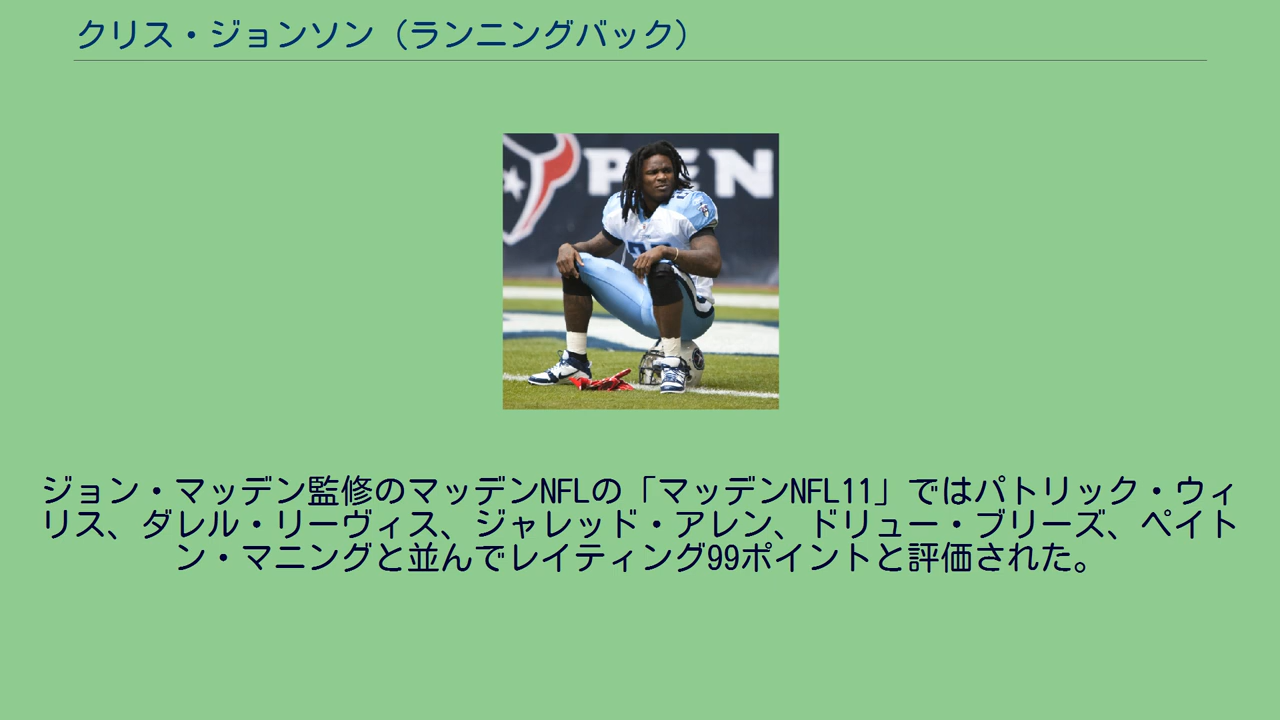 クリス・ジョンソン（ランニングバック）
ジョン・マッデン監修のマッデンNFLの「マッデンNFL11」ではパトリック・ウィ
リス、ダレル・リーヴィス、ジャレッド・アレン、ドリュー・ブリーズ、ペイト
ン・マニングと並んでレイティング99ポイントと評価された。